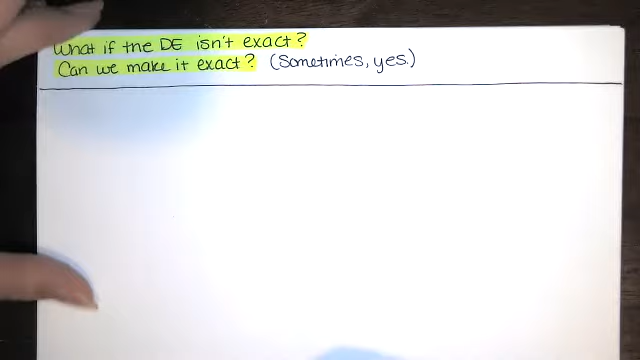 What if the DE isn't exact?
Can we make it exact? (Sometimes, yes.)